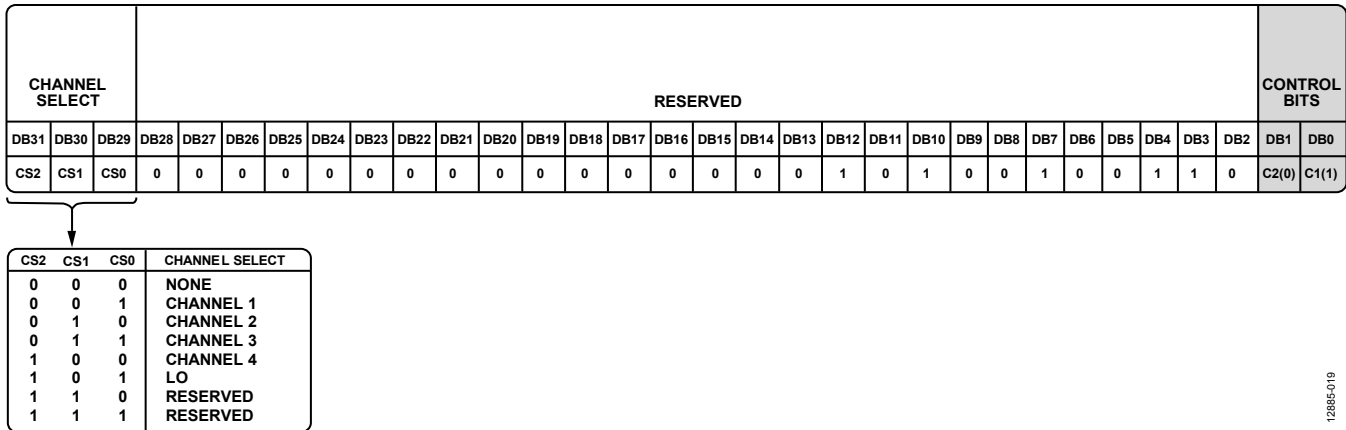 CHANNEL
SELECT
RESERVED
CONTROL
BITS
DB31 DB30 DB29 DB28 DB27 DB26 DB25 DB24 DB23 DB22 DB21 DB20 DB19 DB18 DB17 DB16 DB15 DB14 DB13 DB12 DB11 DB10 DB9 DB8 DB7 DB6 DB5 DB4 DB3 DB2 DB1 DB0
CS2 CS1 CS0 0 0 0 0 0 0 0 0 0 0 0 0 0 0 0 0 1 0 1 0 0 1 0 0 1 1 0 C2(0) C1(1)
CS2 CS1 CS0 CHANNEL SELECT
0 0 0 NONE
0 0 1 CHANNEL 1
0 1 0 CHANNEL 2
0 1 1 CHANNEL 3
1 0 0 CHANNEL 4
1 0 1 LO
1 1 0 RESERVED
1 1 1 RESERVED
12885-019